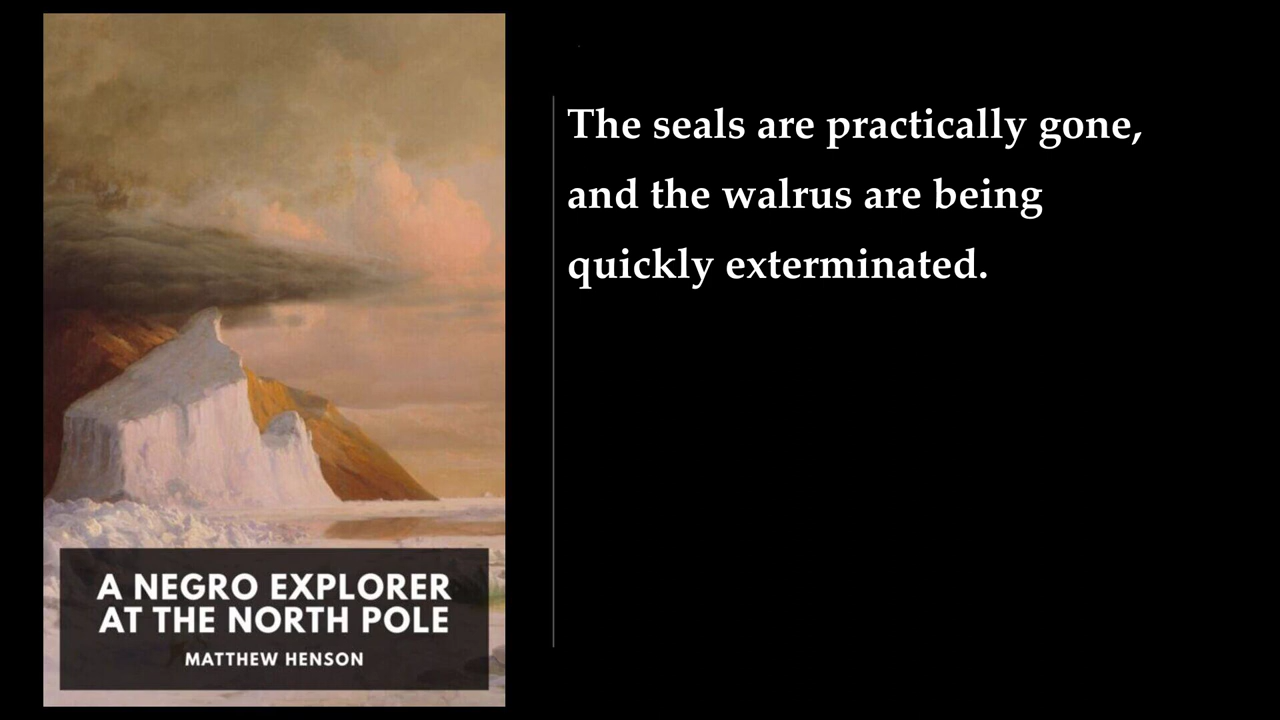 The seals are practically gone,
and the walrus are being
quickly exterminated.
A NEGRO EXPLORER
AT THE NORTH POLE
MATTHEW HENSON